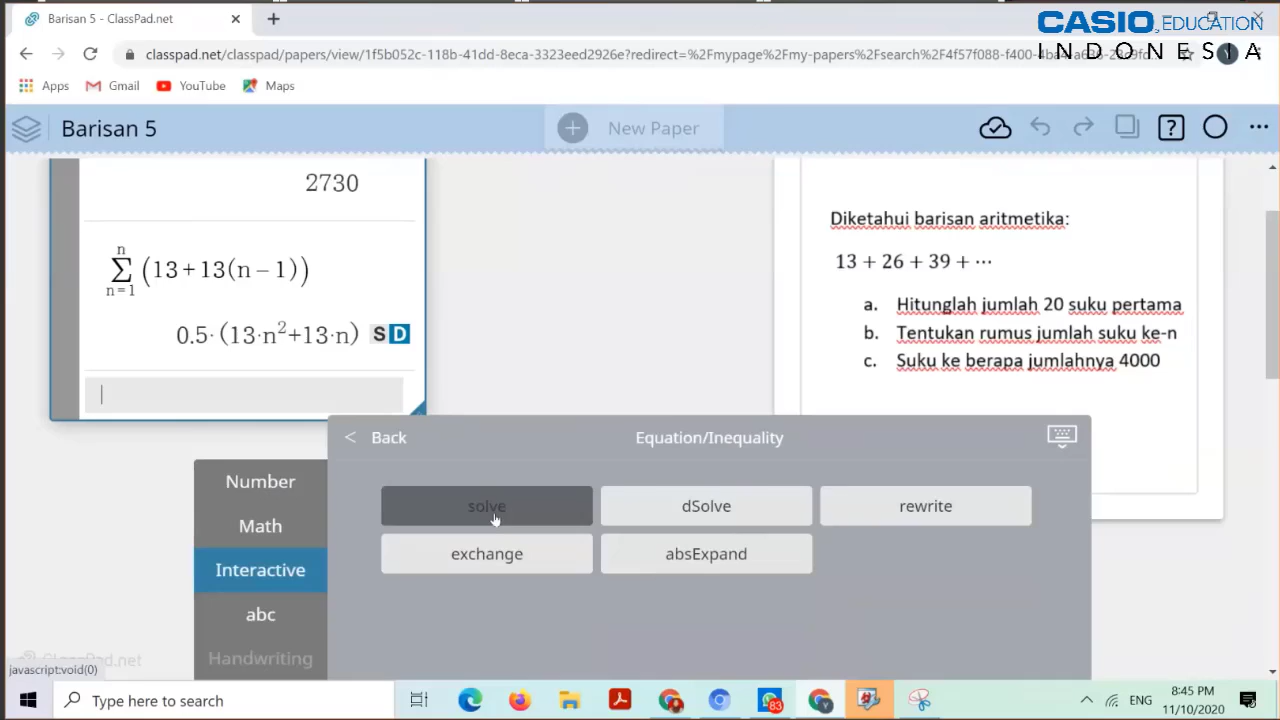 Barisan 5 - ClassPad.net
CASIO EDUCATION
INDONESIA
classpad.net/classpad/papers/view/1f5b052c-118b-41dd-8eca-3323eed2926e?redirect=%2Fmypage%2Fmy-papers%2Fsearch%2F4f57f088-f400-
Apps
Gmail
YouTube
Maps
Barisan 5
+ New Paper
?
2730
n
∑ (13+13(n−1))
n=1
0.5·(13·n²+13·n) S D
Diketahui barisan aritmetika:
13 + 26 + 39 + ⋯
a. Hitunglah jumlah 20 suku pertama
b. Tentukan rumus jumlah suku ke-n
c. Suku ke berapa jumlahnya 4000
< Back
Equation/Inequality
solve
dSolve
rewrite
exchange
absExpand
Number
Math
Interactive
abc
Handwriting
ClassPad.net
javascript:void(0)
Type here to search
83
ENG
8:45 PM
11/10/2020